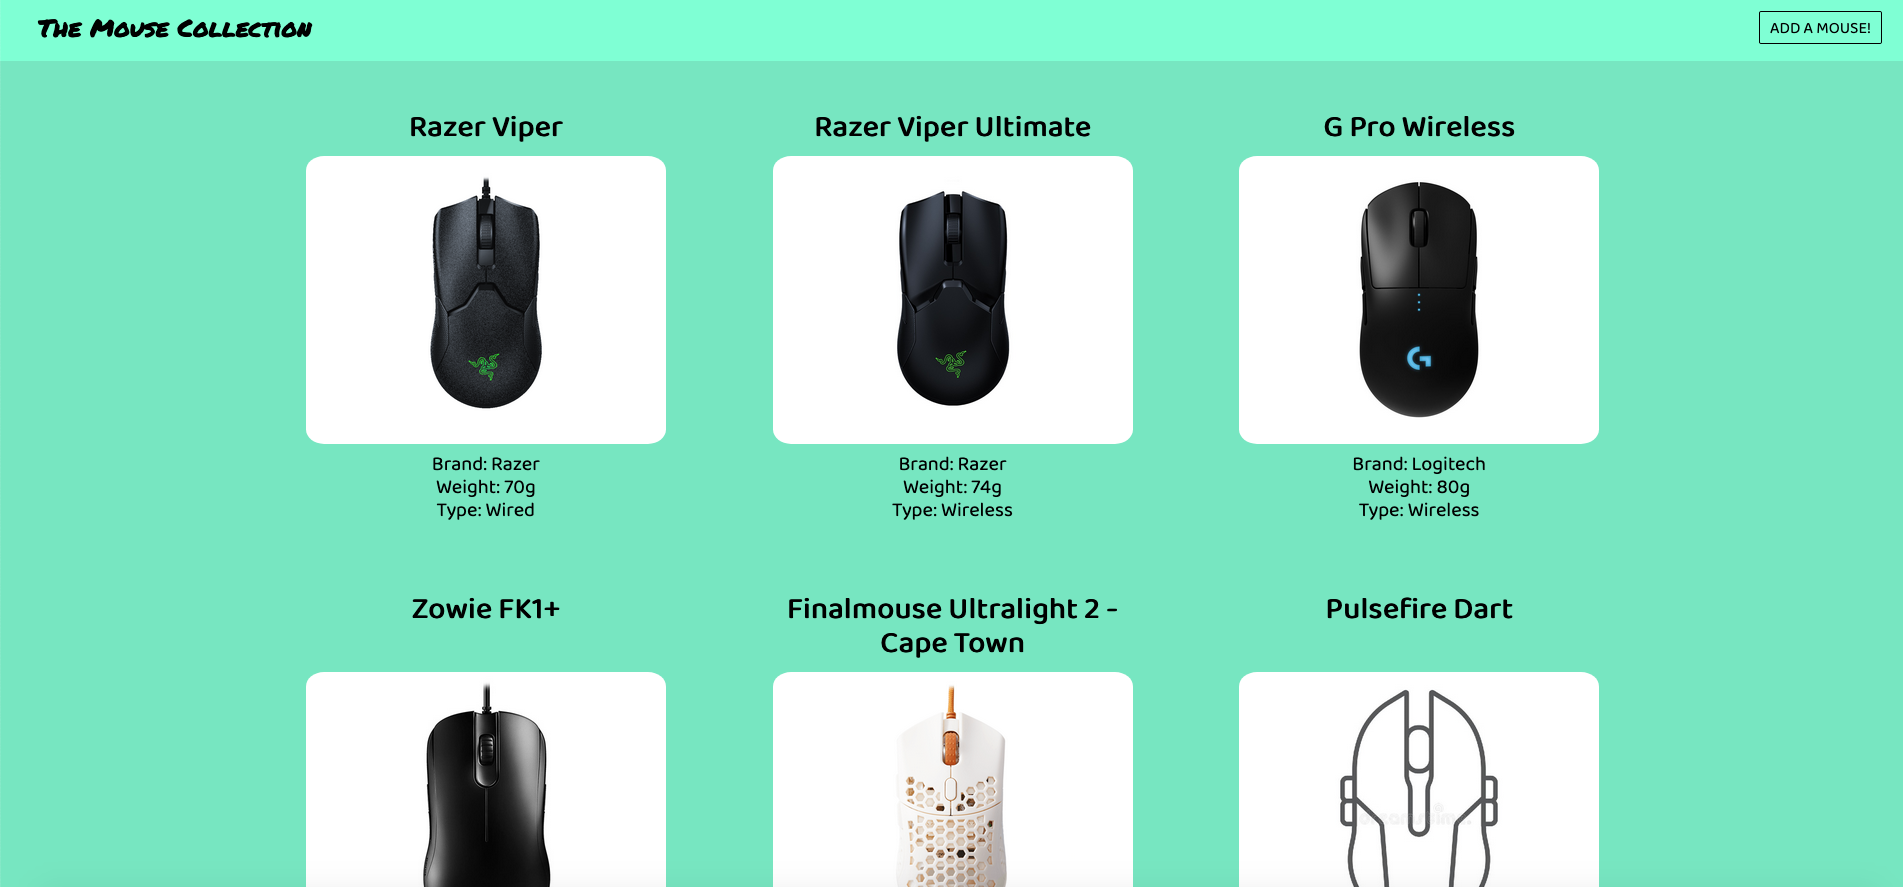 The Mouse Collection
ADD A MOUSE!
Razer Viper
Razer Viper Ultimate
G Pro Wireless
Brand: Razer
Weight: 70g
Type: Wired
Brand: Razer
Weight: 74g
Type: Wireless
Brand: Logitech
Weight: 80g
Type: Wireless
Zowie FK1+
Finalmouse Ultralight 2 -
Cape Town
Pulsefire Dart